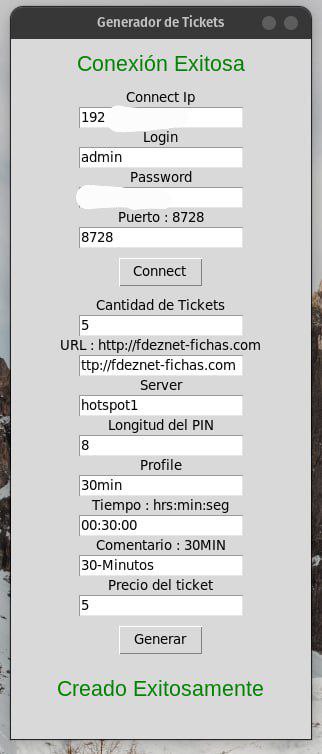 Generador de Tickets
Conexión Exitosa
Connect Ip
192
Login
admin
Password
Puerto : 8728
8728
Connect
Cantidad de Tickets
5
URL : http://fdeznet-fichas.com
ttp://fdeznet-fichas.com
Server
hotspot1
Longitud del PIN
8
Profile
30min
Tiempo : hrs:min:seg
00:30:00
Comentario : 30MIN
30-Minutos
Precio del ticket
5
Generar
Creado Exitosamente